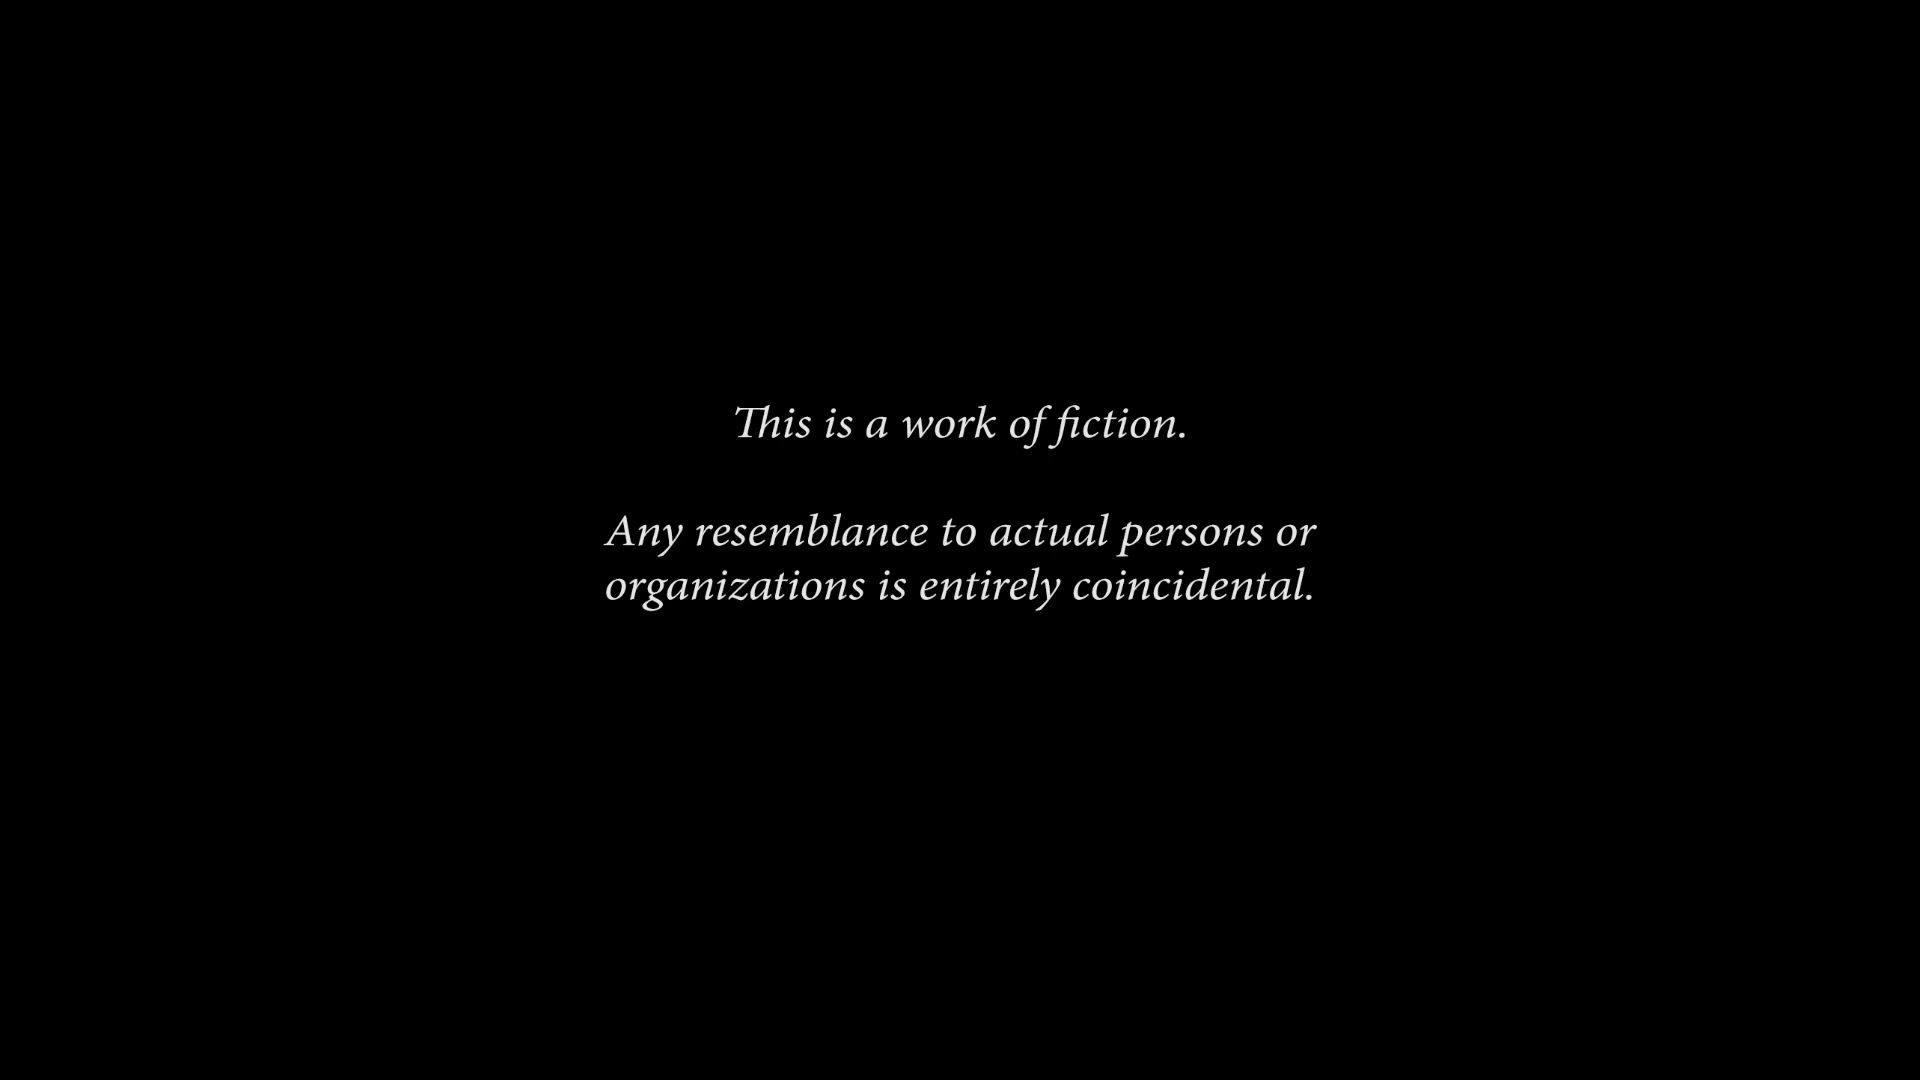 This is a work of fiction.
Any resemblance to actual persons or
organizations is entirely coincidental.